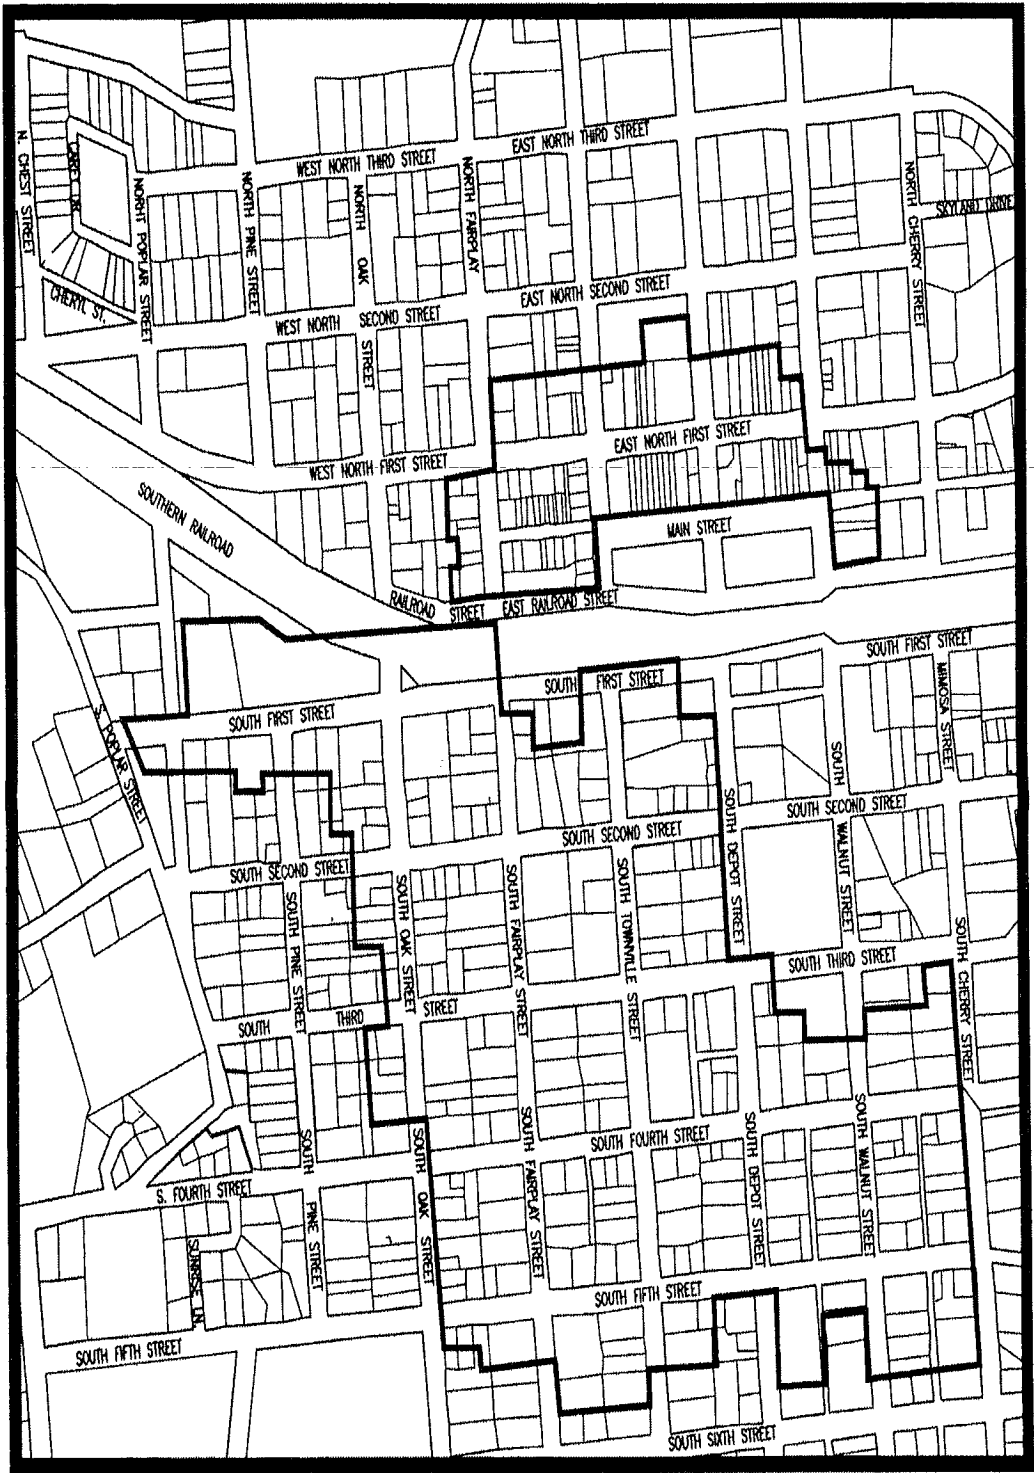 EAST NORTH THIRD STREET
WEST NORTH THIRD STREET
N. CHEST STREET
NORHT POPLAR STREET
NORTH PINE STREET
NORTH OAK STREET
NORTH FAIRPLAY
NORTH CHERRY STREET
SKYLAND DRIVE
CHERYL ST.
EAST NORTH SECOND STREET
WEST NORTH SECOND STREET
EAST NORTH FIRST STREET
WEST NORTH FIRST STREET
SOUTHERN RAILROAD
MAIN STREET
RAILROAD STREET
EAST RAILROAD STREET
SOUTH FIRST STREET
SOUTH FIRST STREET
SOUTH FIRST STREET
MIMOSA STREET
S. POPLAR STREET
SOUTH WALNUT STREET
SOUTH DEPOT STREET
SOUTH SECOND STREET
SOUTH SECOND STREET
SOUTH SECOND STREET
SOUTH PINE STREET
SOUTH OAK STREET
SOUTH FAIRPLAY STREET
SOUTH TOWNVILLE STREET
SOUTH CHERRY STREET
SOUTH THIRD STREET
SOUTH THIRD STREET
SOUTH FOURTH STREET
S. FOURTH STREET
SOUTH PINE STREET
SOUTH OAK STREET
SOUTH FAIRPLAY STREET
SOUTH DEPOT STREET
SOUTH WALNUT STREET
SUNRISE LN.
SOUTH FIFTH STREET
SOUTH FIFTH STREET
SOUTH SIXTH STREET